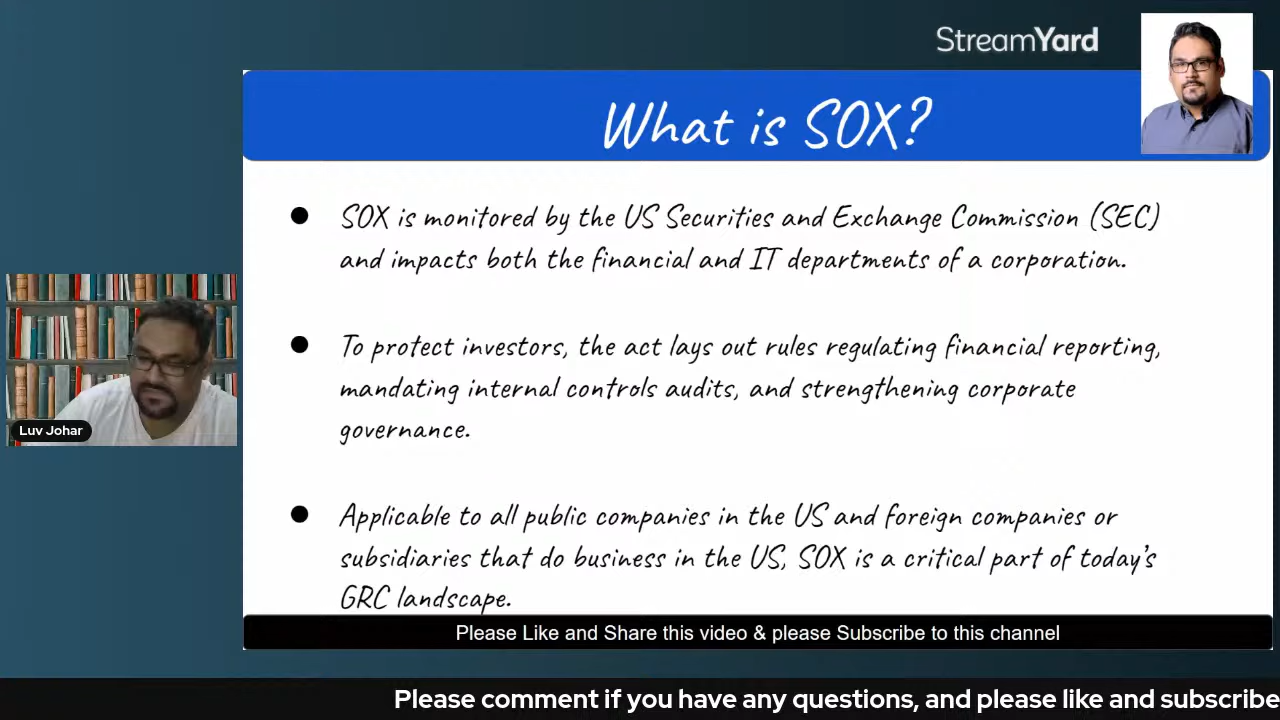 StreamYard
What is SOX?
● SOX is monitored by the US Securities and Exchange Commission (SEC)
and impacts both the financial and IT departments of a corporation.
● To protect investors, the act lays out rules regulating financial reporting,
mandating internal controls audits, and strengthening corporate
governance.
● Applicable to all public companies in the US and foreign companies or
subsidiaries that do business in the US, SOX is a critical part of today's
GRC landscape.
Luv Johar
Please Like and Share this video & please Subscribe to this channel
Please comment if you have any questions, and please like and subscribe